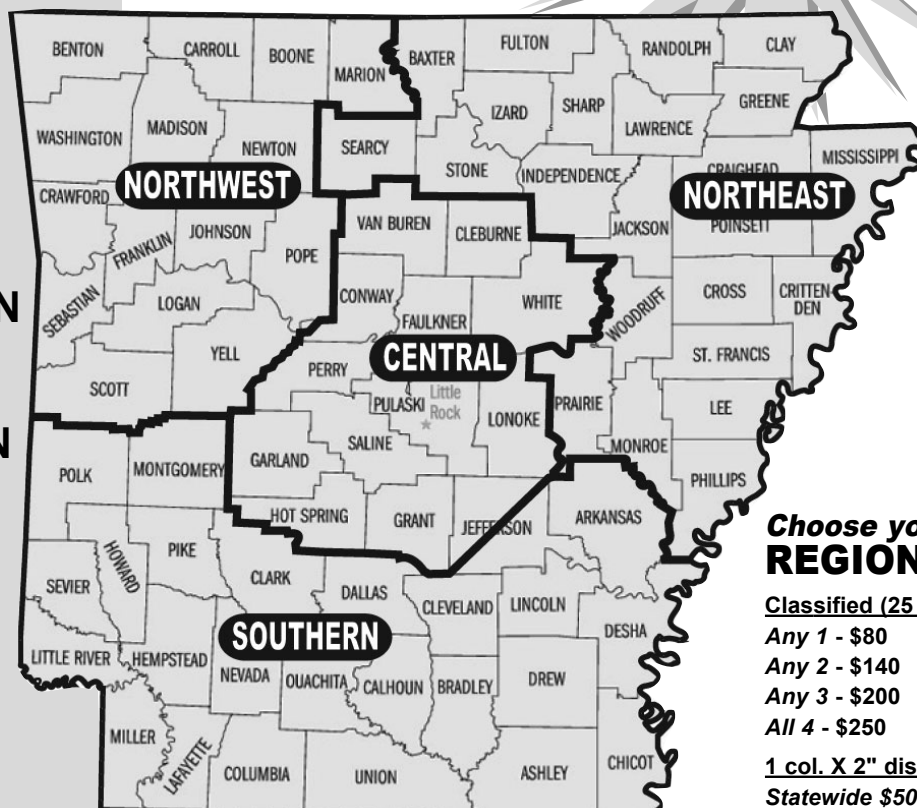 BENTON
CARROLL
BOONE
MARION
BAXTER
FULTON
RANDOLPH
CLAY
GREENE
IZARD
SHARP
LAWRENCE
WASHINGTON
MADISON
NEWTON
SEARCY
STONE
INDEPENDENCE
CRAIGHEAD
MISSISSIPPI
NORTHWEST
NORTHEAST
CRAWFORD
FRANKLIN
JOHNSON
POPE
VAN BUREN
CLEBURNE
JACKSON
POINSETT
SEBASTIAN
LOGAN
CONWAY
FAULKNER
WHITE
WOODRUFF
CROSS
CRITTEN-
DEN
N
YELL
SCOTT
CENTRAL
PERRY
PULASKI
Little
Rock
LONOKE
PRAIRIE
ST. FRANCIS
LEE
MONROE
PHILLIPS
N
POLK
MONTGOMERY
GARLAND
SALINE
HOT SPRING
GRANT
JEFFERSON
ARKANSAS
SEVIER
HOWARD
PIKE
CLARK
DALLAS
CLEVELAND
LINCOLN
DESHA
SOUTHERN
LITTLE RIVER
HEMPSTEAD
NEVADA
OUACHITA
CALHOUN
BRADLEY
DREW
MILLER
LAFAYETTE
COLUMBIA
UNION
ASHLEY
CHICOT
Choose yo
REGION
Classified (25
Any 1 - $80
Any 2 - $140
Any 3 - $200
All 4 - $250
1 col. X 2" dis
Statewide $50